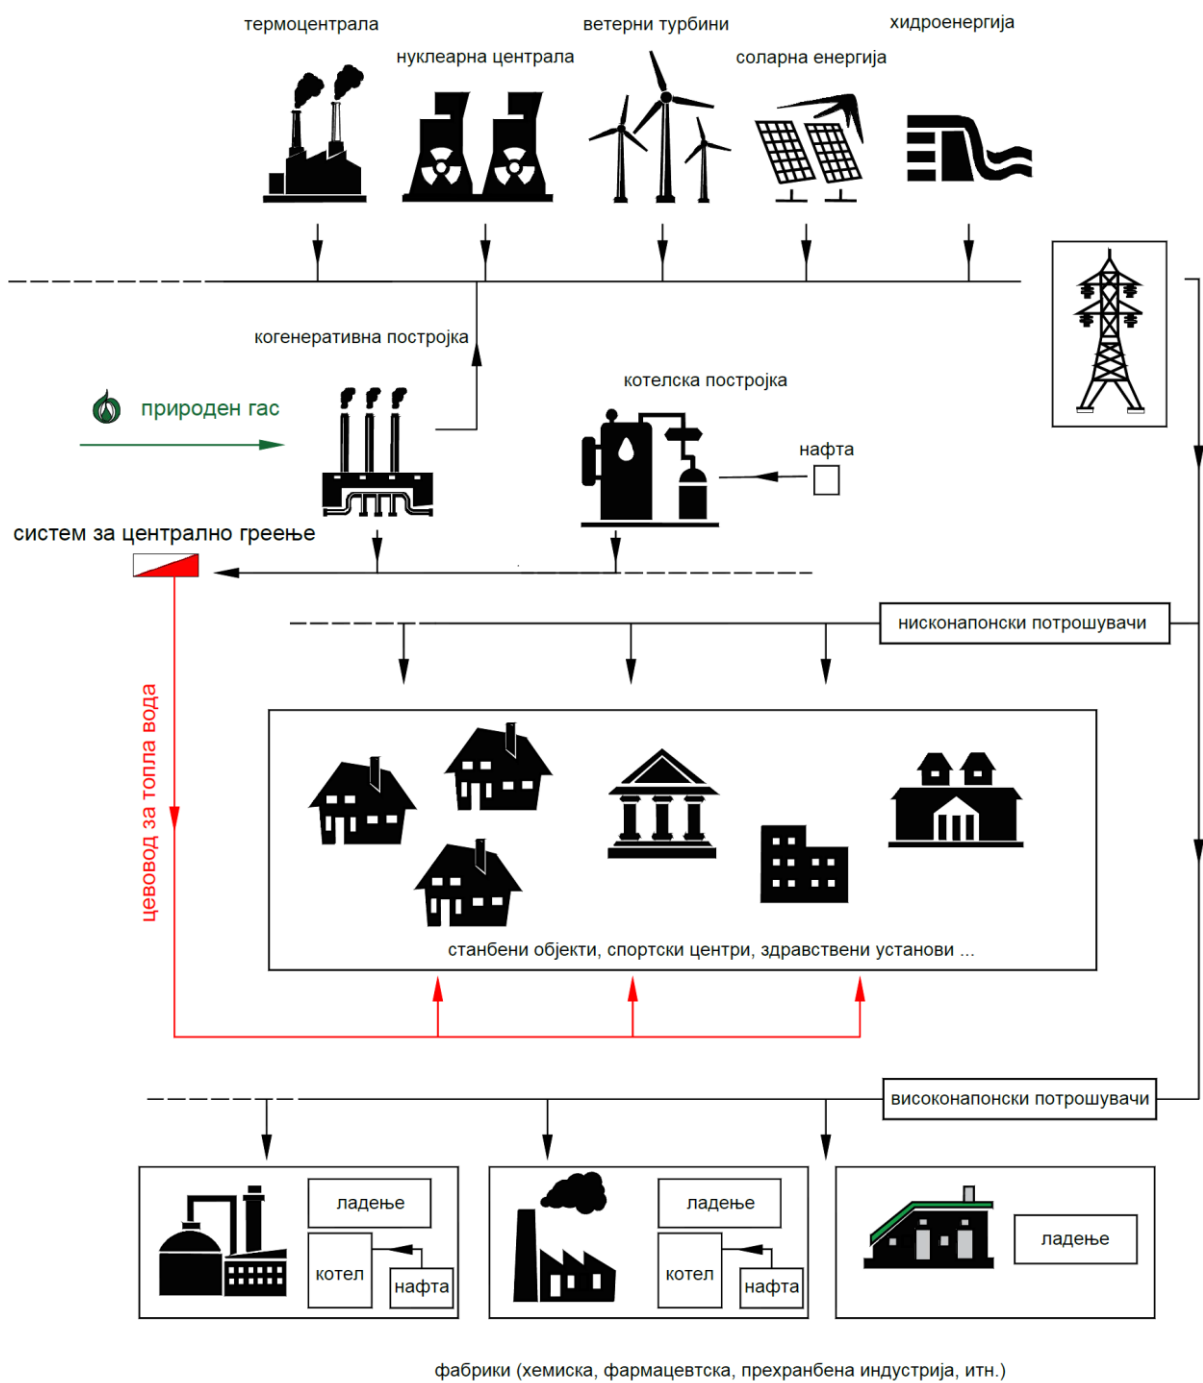 термоцентрала
нуклеарна централа
ветерни турбини
соларна енергија
хидроенергија
когенеративна постројка
котелска постројка
природен гас
нафта
систем за централно греење
нисконапонски потрошувачи
цевовод за топла вода
станбени објекти, спортски центри, здравствени установи ...
високонапонски потрошувачи
ладење
котел
нафта
ладење
котел
нафта
ладење
фабрики (хемиска, фармацевтска, прехранбена индустрија, итн.)